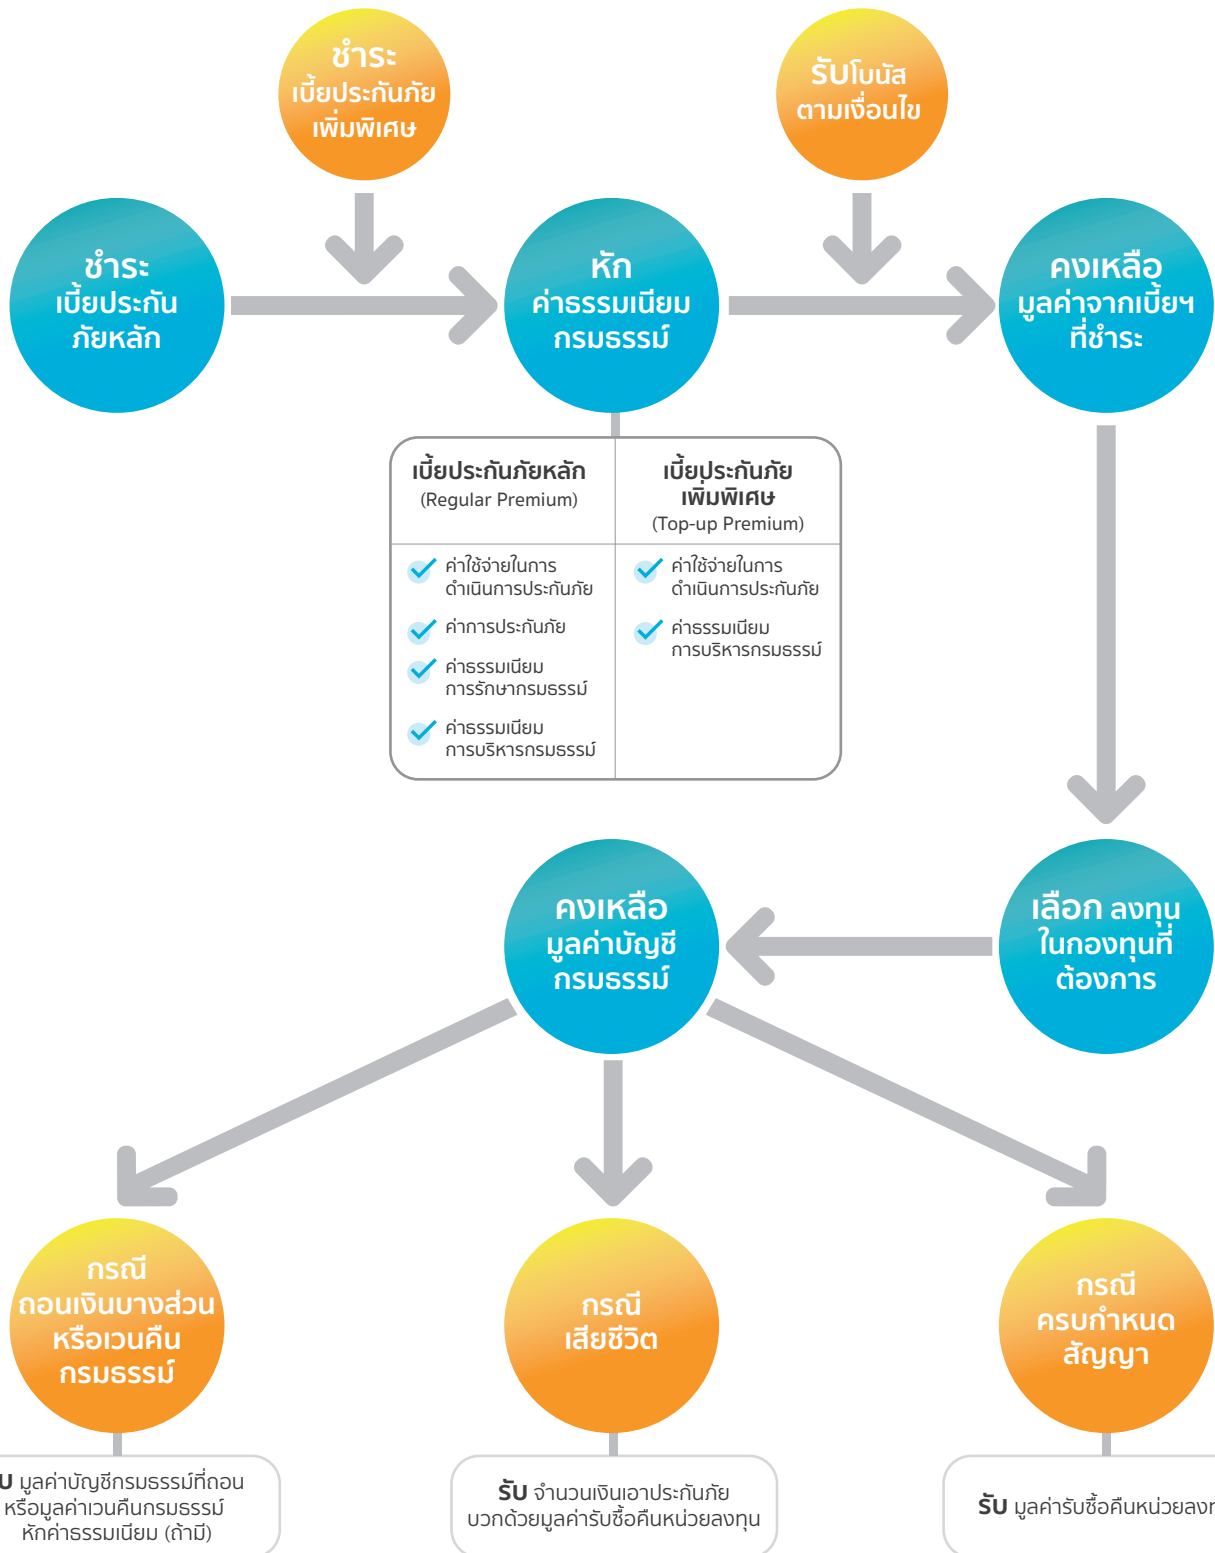 ชำระ
เบี้ยประกันภัย
เพิ่มพิเศษ
รับโบนัส
ตามเงื่อนไข
ชำระ
เบี้ยประกัน
ภัยหลัก
หัก
ค่าธรรมเนียม
กรมธรรม์
คงเหลือ
มูลค่าจากเบี้ยฯ
ที่ชำระ
เบี้ยประกันภัยหลัก
(Regular Premium)
ค่าใช้จ่ายในการ
ดำเนินการประกันภัย
ค่าการประกันภัย
ค่าธรรมเนียม
การรักษากรมธรรม์
ค่าธรรมเนียม
การบริหารกรมธรรม์
เบี้ยประกันภัย
เพิ่มพิเศษ
(Top-up Premium)
ค่าใช้จ่ายในการ
ดำเนินการประกันภัย
ค่าธรรมเนียม
การบริหารกรมธรรม์
เลือก ลงทุน
ในกองทุนที่
ต้องการ
คงเหลือ
มูลค่าบัญชี
กรมธรรม์
กรณี
ถอนเงินบางส่วน
หรือเวนคืน
กรมธรรม์
มูลค่าบัญชีกรมธรรม์ที่ถอน
หรือมูลค่าเวนคืนกรมธรรม์
หักค่าธรรมเนียม (ถ้ามี)
กรณี
เสียชีวิต
รับ จำนวนเงินเอาประกันภัย
บวกด้วยมูลค่ารับซื้อคืนหน่วยลงทุน
กรณี
ครบกำหนด
สัญญา
รับ มูลค่ารับซื้อคืนหน่วยลง